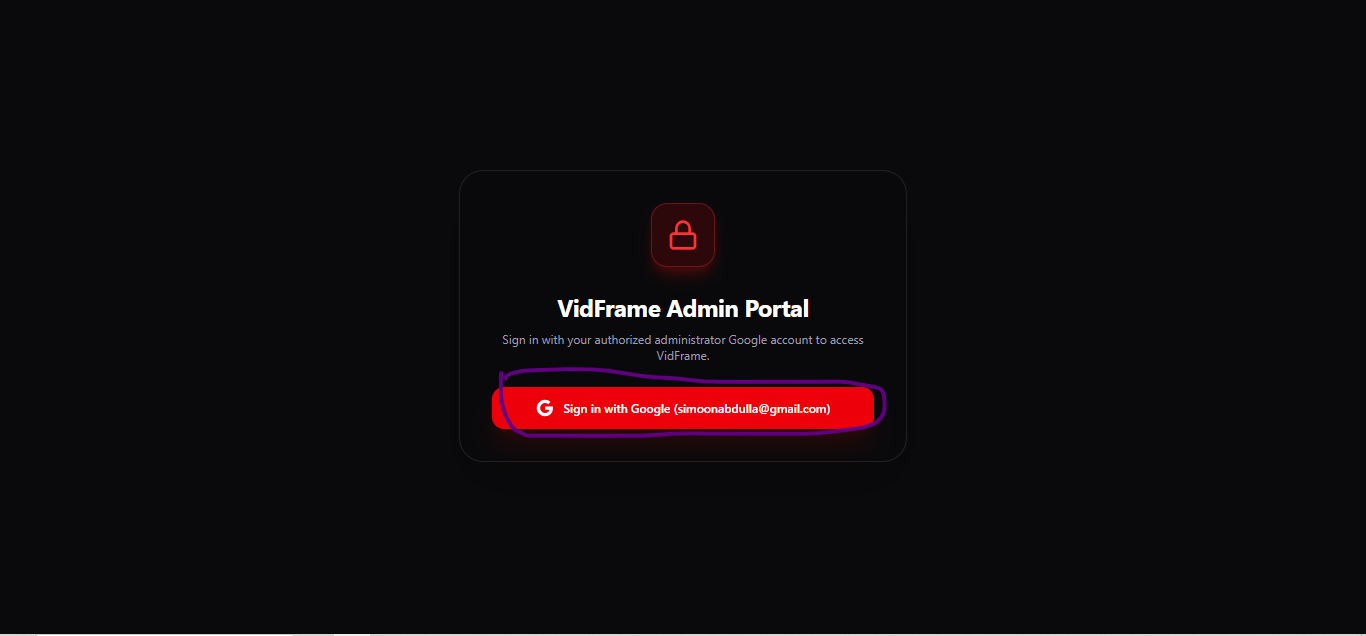 VidFrame Admin Portal
Sign in with your authorized administrator Google account to access
VidFrame.
Sign in with Google (simoonabdulla@gmail.com)